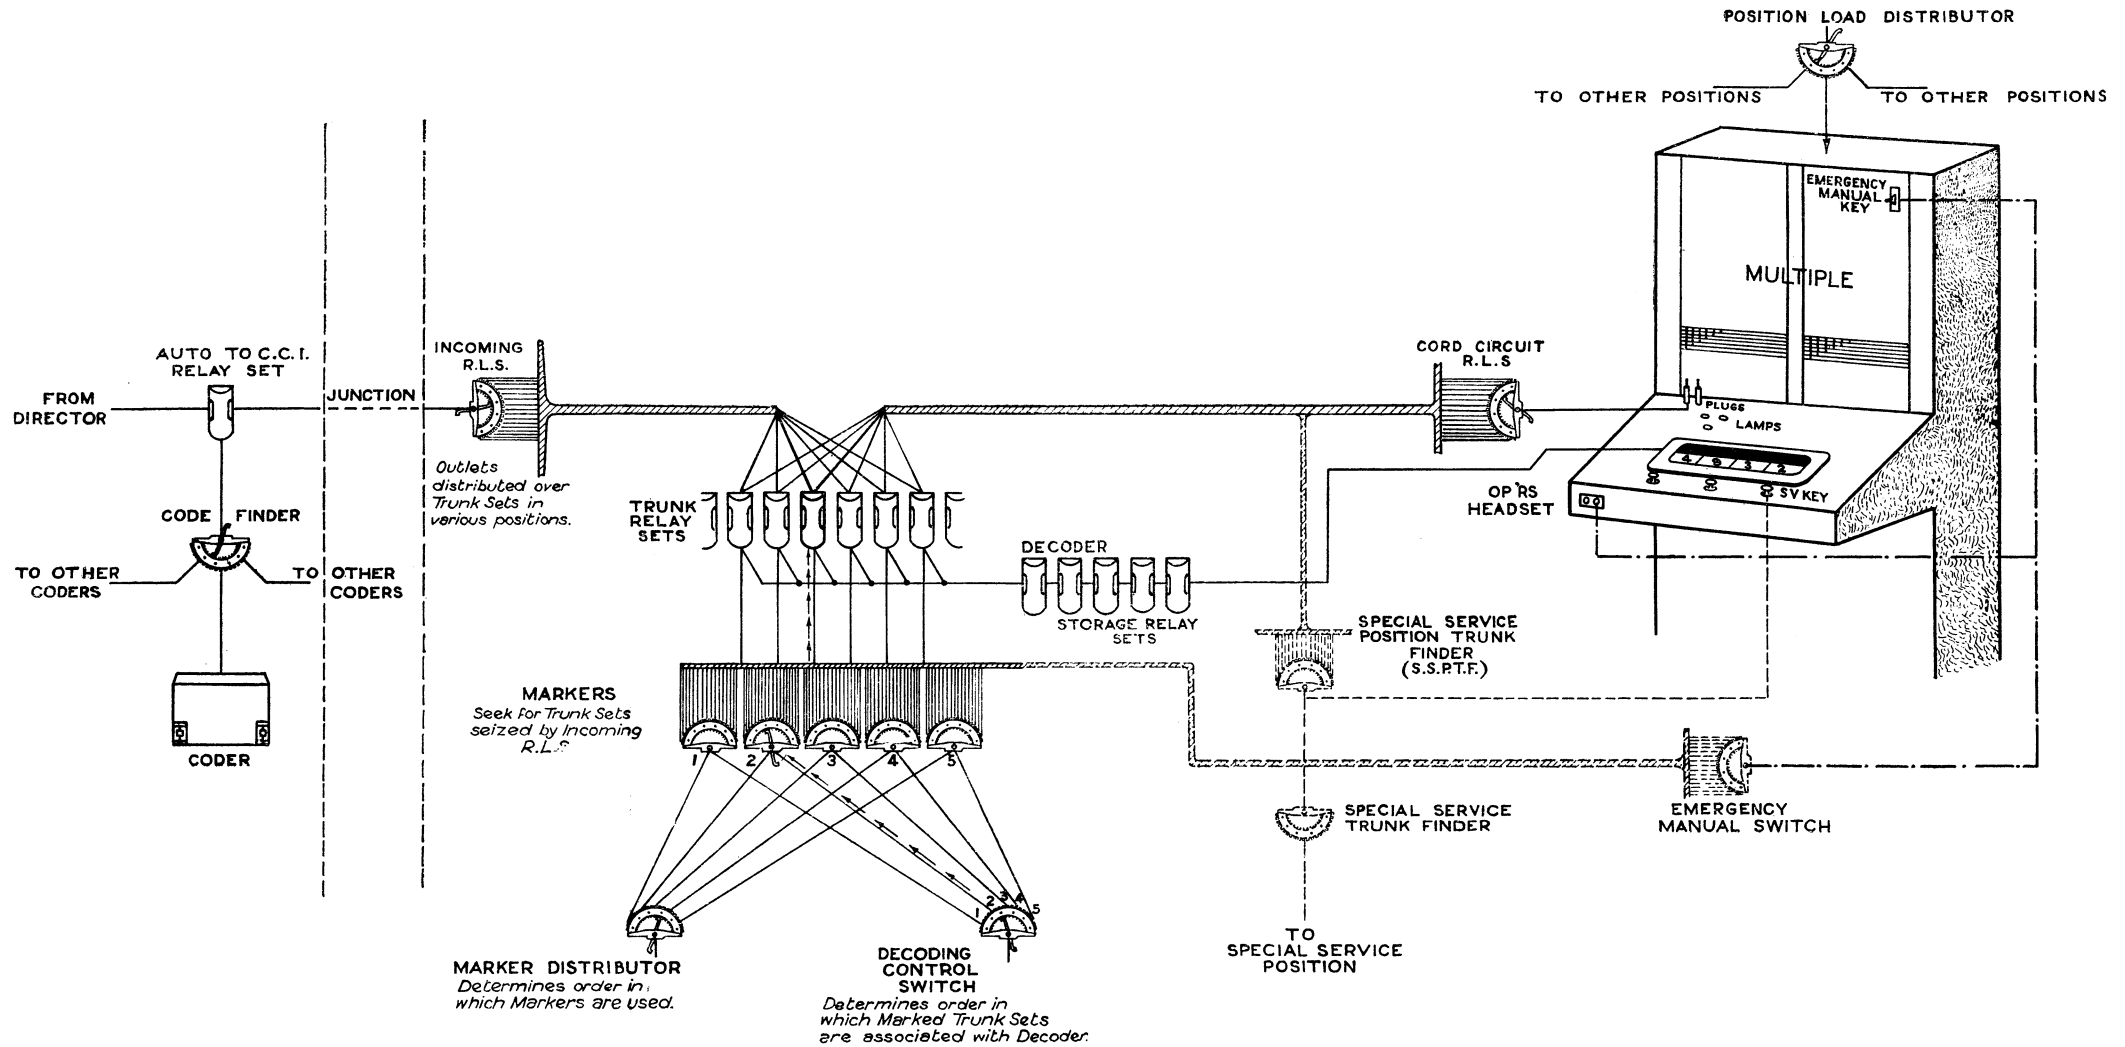 POSITION LOAD DISTRIBUTOR
TO OTHER POSITIONS
TO OTHER POSITIONS
EMERGENCY
MANUAL
KEY
MULTIPLE
PLUGS
LAMPS
4 9 3 2
SV KEY
OP'RS
HEADSET
CORD CIRCUIT
R.L.S
AUTO TO C.C.I.
RELAY SET
FROM
DIRECTOR
JUNCTION
INCOMING
R.L.S.
Outlets
distributed over
Trunk Sets in
various positions.
CODE FINDER
TO OTHER
CODERS
TO OTHER
CODERS
CODER
TRUNK
RELAY
SETS
DECODER
STORAGE RELAY
SETS
SPECIAL SERVICE
POSITION TRUNK
FINDER
(S.S.P.T.F.)
MARKERS
Seek for Trunk Sets
seized by Incoming
R.L.S
1 2 3 4 5
SPECIAL SERVICE
TRUNK FINDER
EMERGENCY
MANUAL SWITCH
1 2 3 4 5
MARKER DISTRIBUTOR
Determines order in
which Markers are used.
DECODING
CONTROL
SWITCH
Determines order in
which Marked Trunk Sets
are associated with Decoder.
TO
SPECIAL SERVICE
POSITION